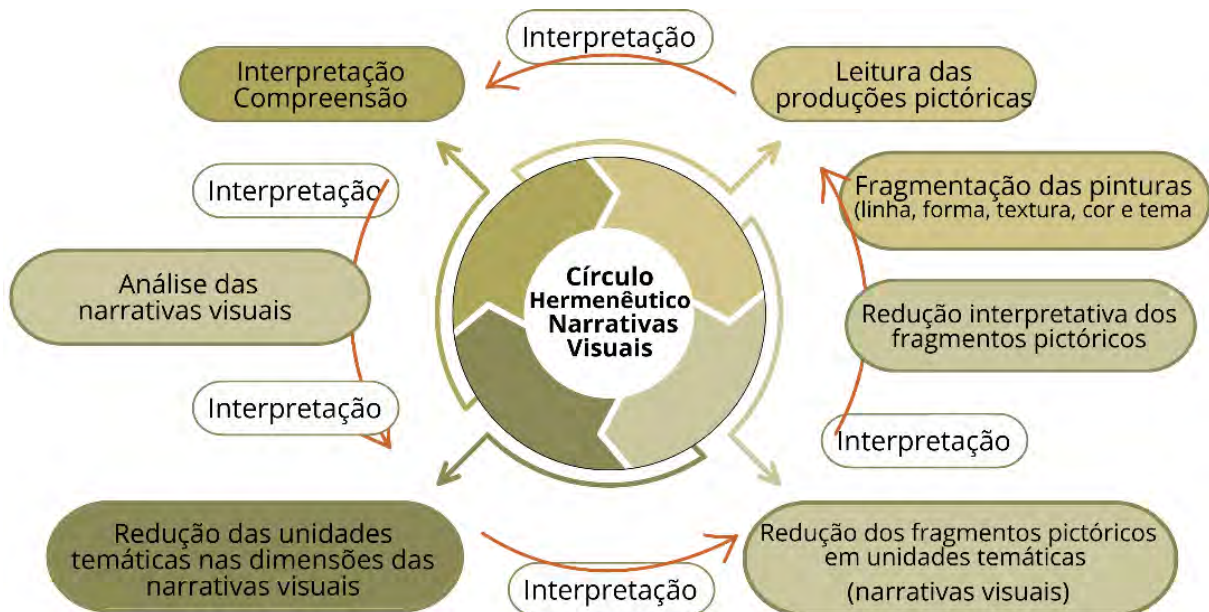 Interpretação
Interpretação
Compreensão
Leitura das
produções pictóricas
Interpretação
Fragmentação das pinturas
(linha, forma, textura, cor e tema
Análise das
narrativas visuais
Círculo
Hermenêutico
Narrativas
Visuais
Redução interpretativa dos
fragmentos pictóricos
Interpretação
Interpretação
Redução das unidades
temáticas nas dimensões das
narrativas visuais
Interpretação
Redução dos fragmentos pictóricos
em unidades temáticas
(narrativas visuais)